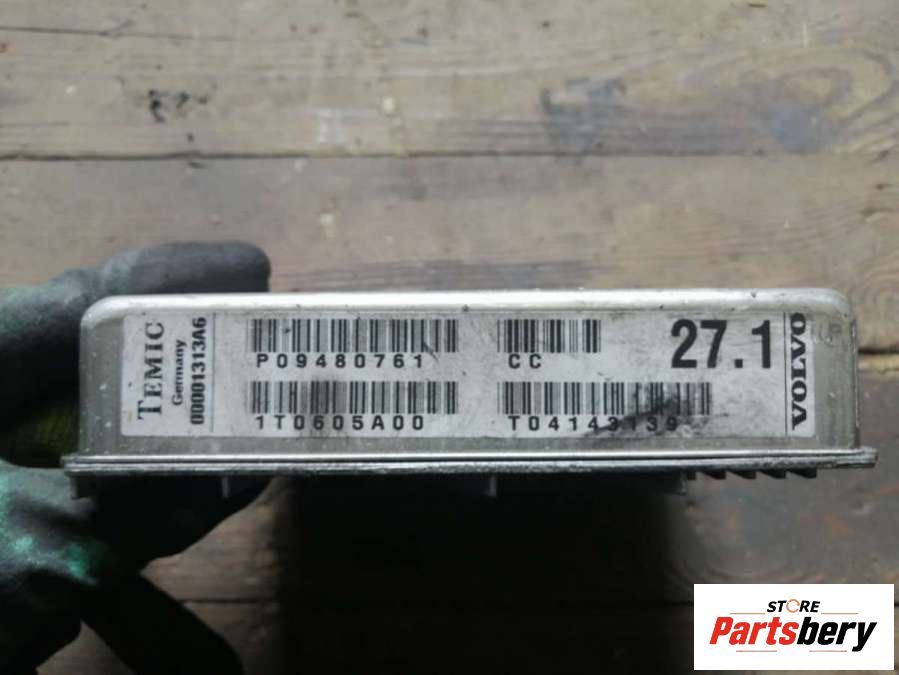 TEMIC
Germany
00001313A6
P09480761
CC
27.1
1T0605A00
T04143139
VOLVO
STORE
Partsbery